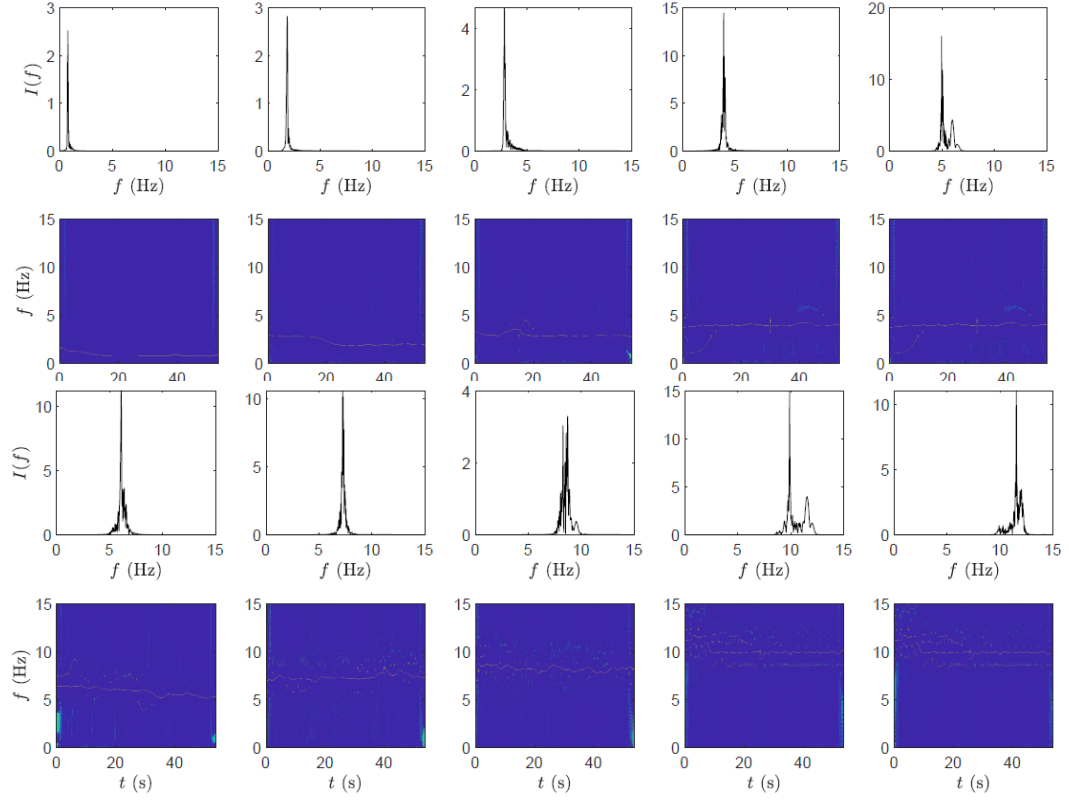 3 3 15 20
4
2 2 10
I(f) 10
2
1 1 5
0 0 0 0 0
0 5 10 15 0 5 10 15 0 5 10 15 0 5 10 15 0 5 10 15
f (Hz) f (Hz) f (Hz) f (Hz) f (Hz)
15 15 15 15 15
10 10 10 10 10
f (Hz)
5 5 5 5 5
0 0 0 0 0
0 20 40 0 20 40 0 20 40 0 20 40 0 20 40
4 15
10 10 10
I(f) 10
2
5 5 5 5
0 0 0 0 0
0 5 10 15 0 5 10 15 0 5 10 15 0 5 10 15 0 5 10 15
f (Hz) f (Hz) f (Hz) f (Hz) f (Hz)
15 15 15 15 15
10 10 10 10 10
f (Hz)
5 5 5 5 5
0 0 0 0 0
0 20 40 0 20 40 0 20 40 0 20 40 0 20 40
t (s) t (s) t (s) t (s) t (s)